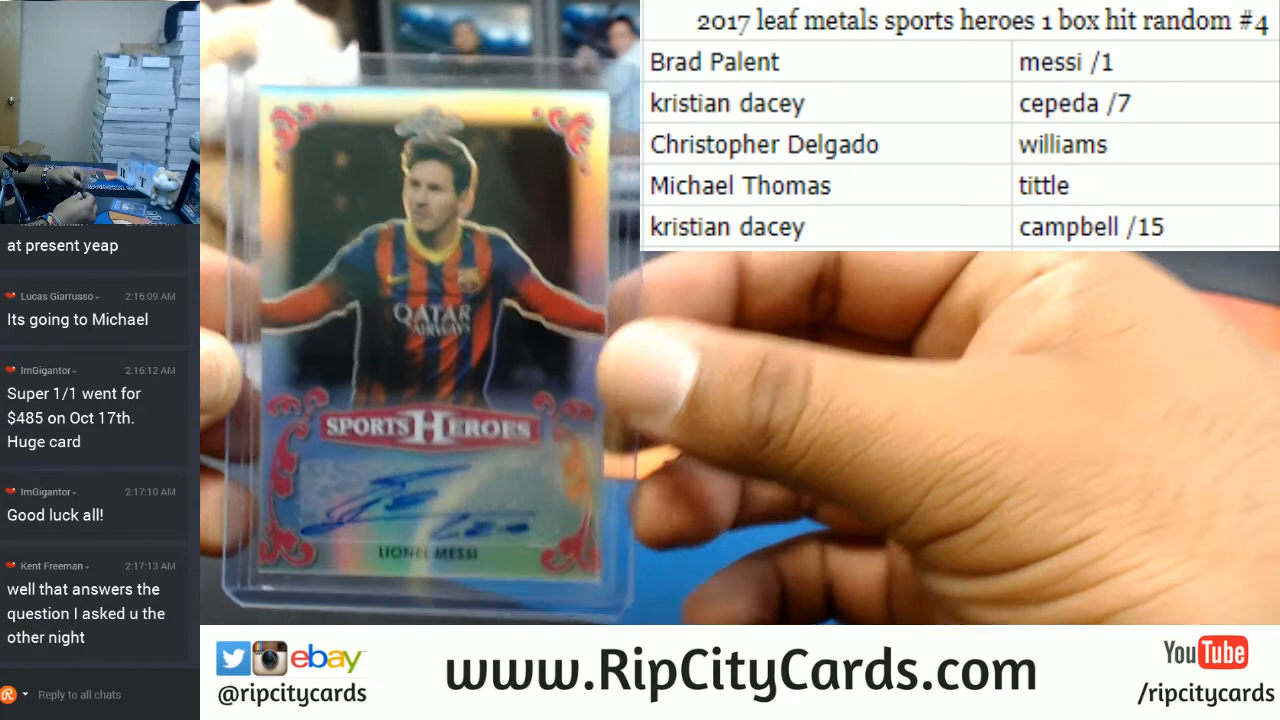 2017 leaf metals sports heroes 1 box hit random #4
Brad Palent messi /1
kristian dacey cepeda /7
Christopher Delgado williams
Michael Thomas tittle
kristian dacey campbell /15
at present yeap
Lucas Giarrusso 2:16:09 AM
Its going to Michael
ImGigantor 2:16:12 AM
Super 1/1 went for
$485 on Oct 17th.
Huge card
ImGigantor 2:17:10 AM
Good luck all!
Kent Freeman 2:17:13 AM
well that answers the
question I asked u the
other night
Reply to all chats
QATAR
AIRWAYS
SPORTS HEROES
LIONEL MESSI
ebay
@ripcitycards
www.RipCityCards.com
YouTube
/ripcitycards